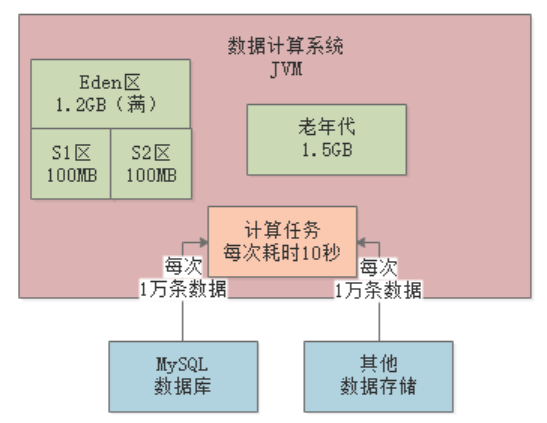 数据计算系统
JVM
Eden区
1.2GB（满）
S1区
100MB
S2区
100MB
老年代
1.5GB
计算任务
每次耗时10秒
每次
1万条数据
每次
1万条数据
MySQL
数据库
其他
数据存储